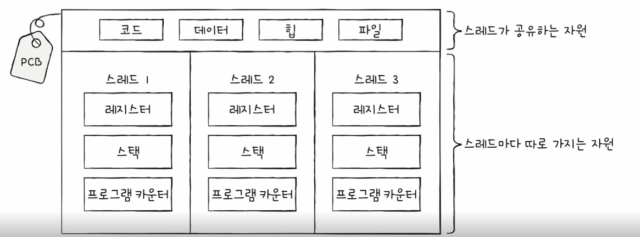 코드 데이터 힙 파일
스레드가 공유하는 자원
PCB
스레드 1 스레드 2 스레드 3
레지스터 레지스터 레지스터
스택 스택 스택
스레드마다 따로 가지는 자원
프로그램 카운터 프로그램 카운터 프로그램 카운터